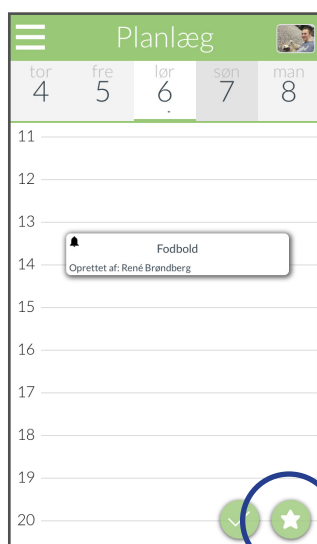 Planlæg
tor fre lør søn man
4 5 6 7 8
11
12
13
Fodbold
14
Oprettet af: René Brøndberg
15
16
17
18
19
20